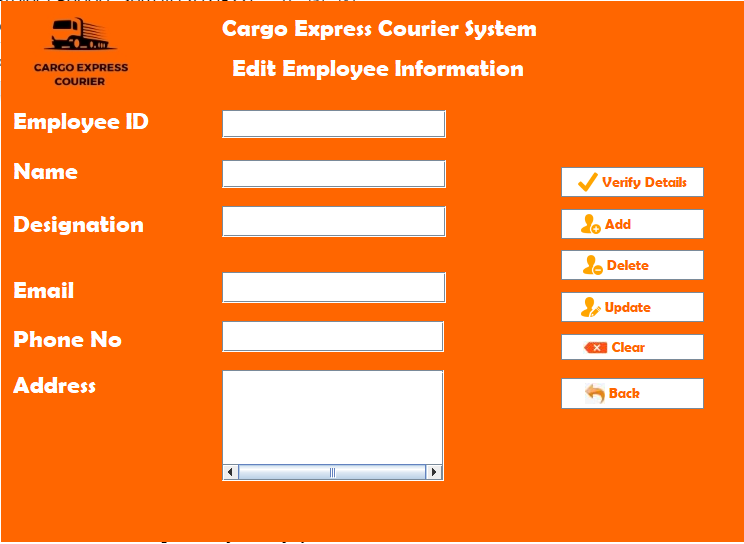 Cargo Express Courier System
CARGO EXPRESS
COURIER
Edit Employee Information
Employee ID
Name
Verify Details
Designation
Add
Delete
Email
Update
Phone No
Clear
Address
Back